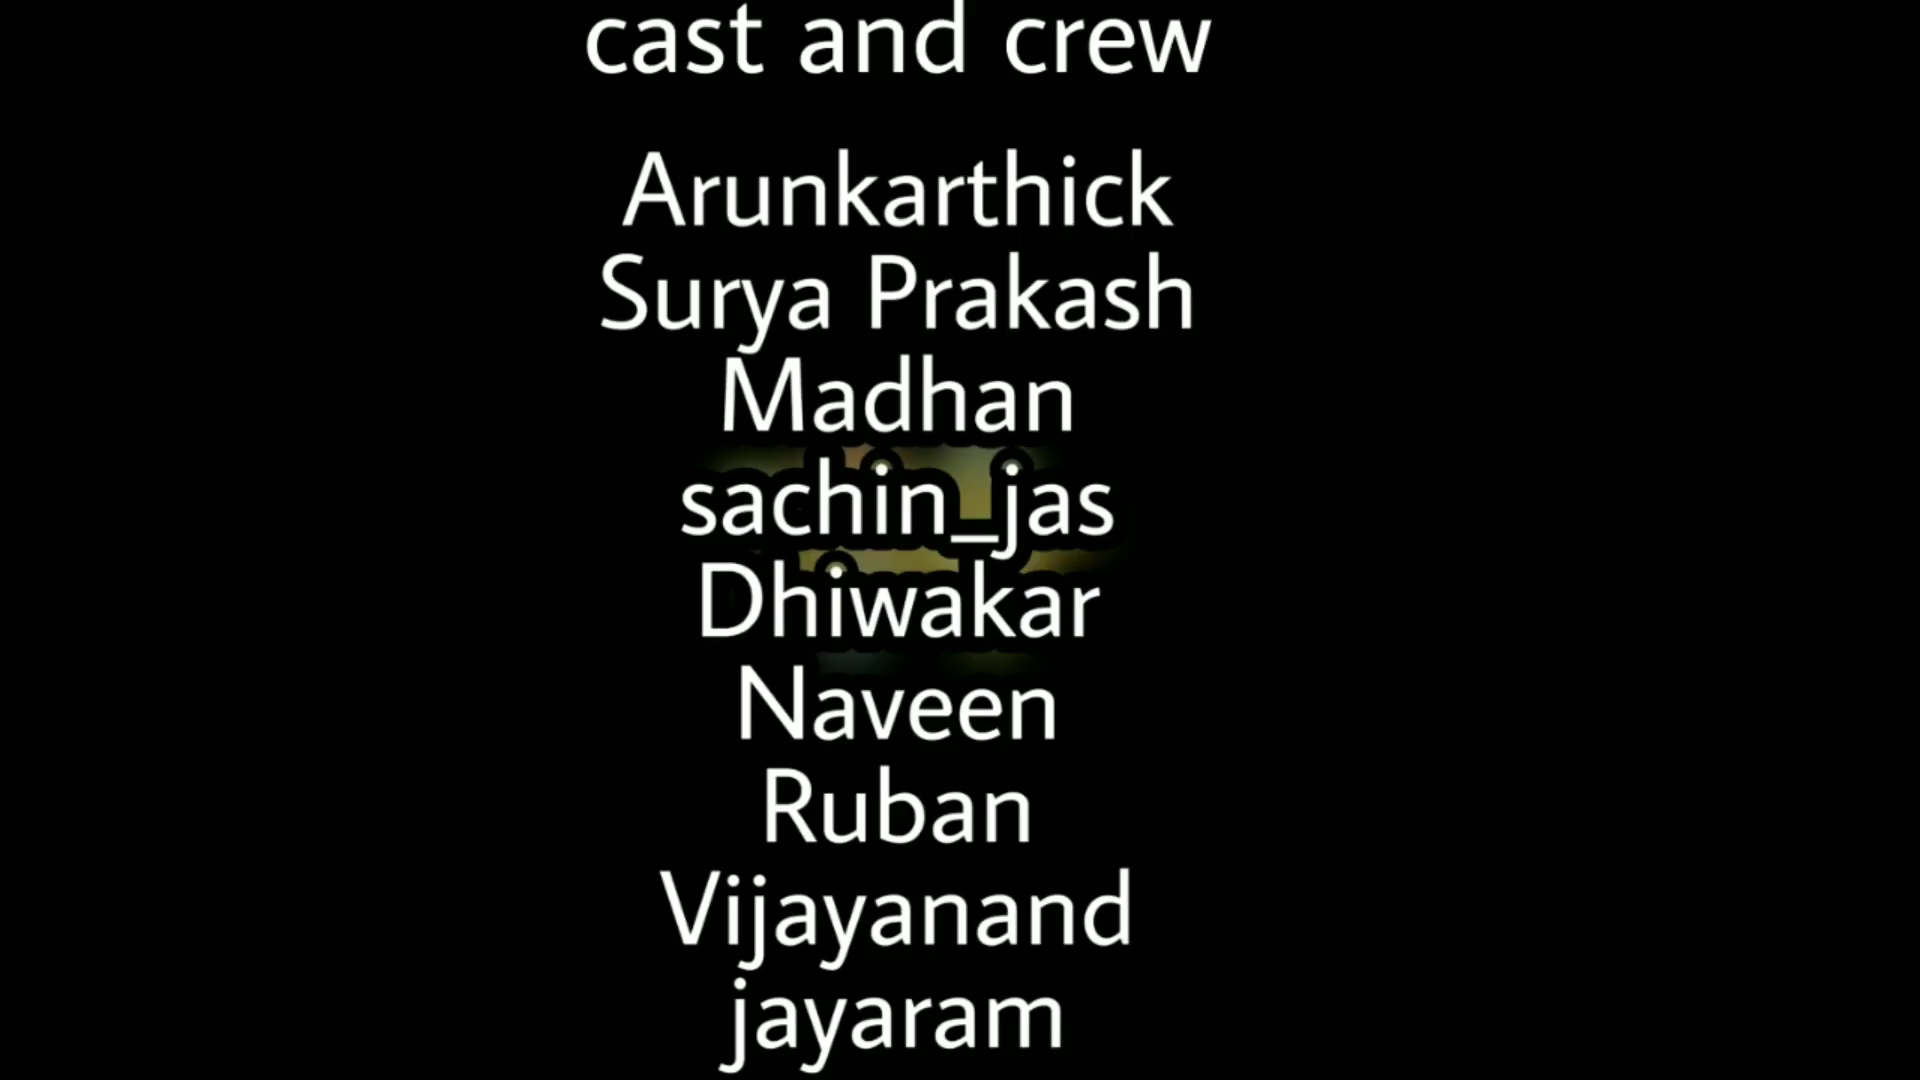 cast and crew
Arunkarthick
Surya Prakash
Madhan
sachin_jas
Dhiwakar
Naveen
Ruban
Vijayanand
jayaram